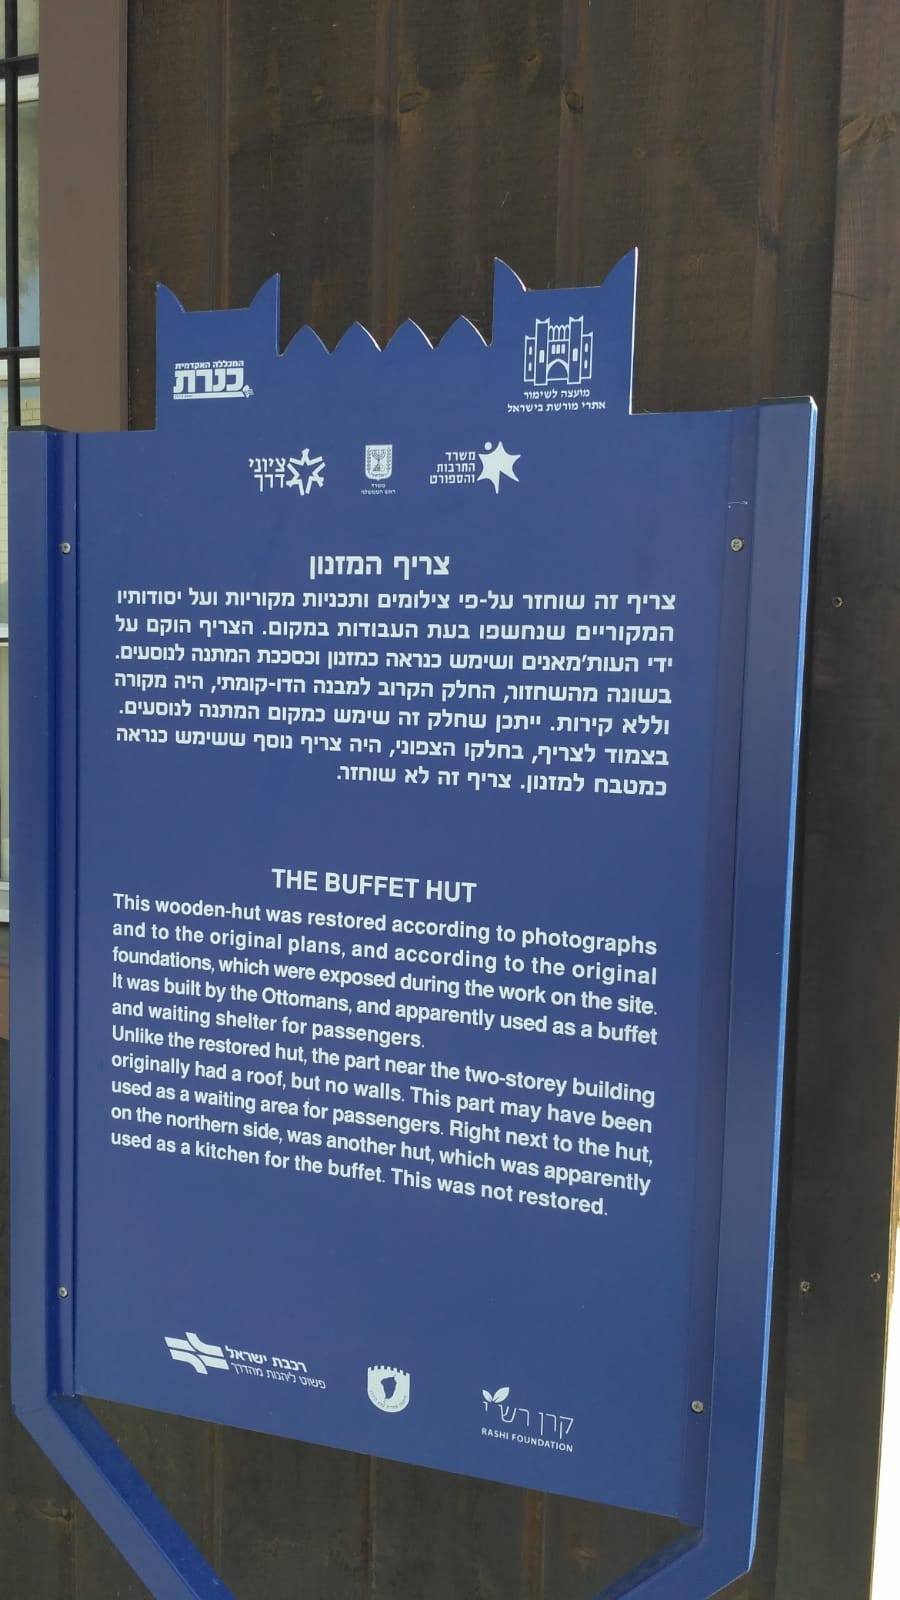 המכללה האקדמית
כנרת
מועצה לשימור
אתרי מורשת בישראל
ציוני
דרך
משרד
ראש הממשלה
משרד
התרבות
והספורט
צריף המזנון
צריף זה שוחזר על-פי צילומים ותכניות מקוריות ועל יסודותיו
המקוריים שנחשפו בעת העבודות במקום. הצריף הוקם על
ידי העות'מאנים ושימש כנראה כמזנון וכסככת המתנה לנוסעים.
בשונה מהשחזור, החלק הקרוב למבנה הדו-קומתי, היה מקורה
וללא קירות. ייתכן שחלק זה שימש כמקום המתנה לנוסעים.
בצמוד לצריף, בחלקו הצפוני, היה צריף נוסף ששימש כנראה
כמטבח למזנון. צריף זה לא שוחזר.
THE BUFFET HUT
This wooden-hut was restored according to photographs
and to the original plans, and according to the original
foundations, which were exposed during the work on the site.
It was built by the Ottomans, and apparently used as a buffet
and waiting shelter for passengers.
Unlike the restored hut, the part near the two-storey building
originally had a roof, but no walls. This part may have been
used as a waiting area for passengers. Right next to the hut,
on the northern side, was another hut, which was apparently
used as a kitchen for the buffet. This was not restored.
רכבת ישראל
פשוט ליהנות מהדרך
קרן רש"י
RASHI FOUNDATION